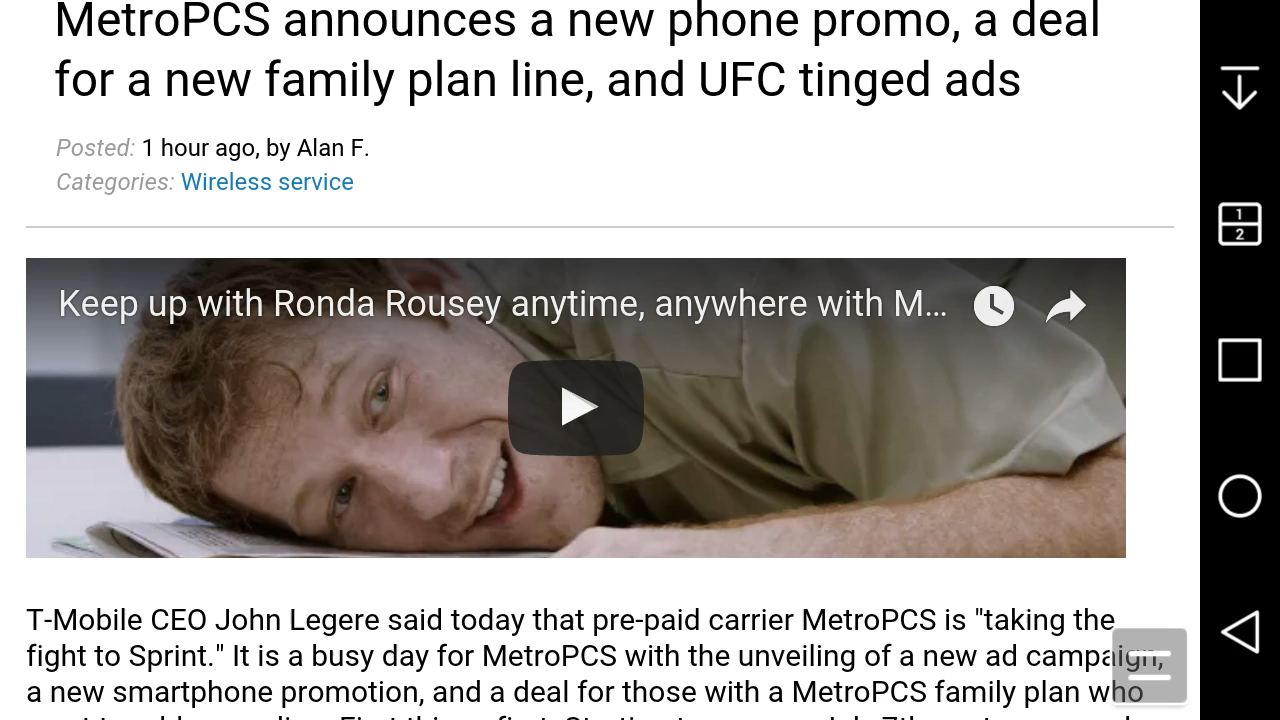 MetroPCS announces a new phone promo, a deal
for a new family plan line, and UFC tinged ads
Posted: 1 hour ago, by Alan F.
Categories: Wireless service
Keep up with Ronda Rousey anytime, anywhere with M...
T-Mobile CEO John Legere said today that pre-paid carrier MetroPCS is "taking the
fight to Sprint." It is a busy day for MetroPCS with the unveiling of a new ad campaign,
a new smartphone promotion, and a deal for those with a MetroPCS family plan who
1
2